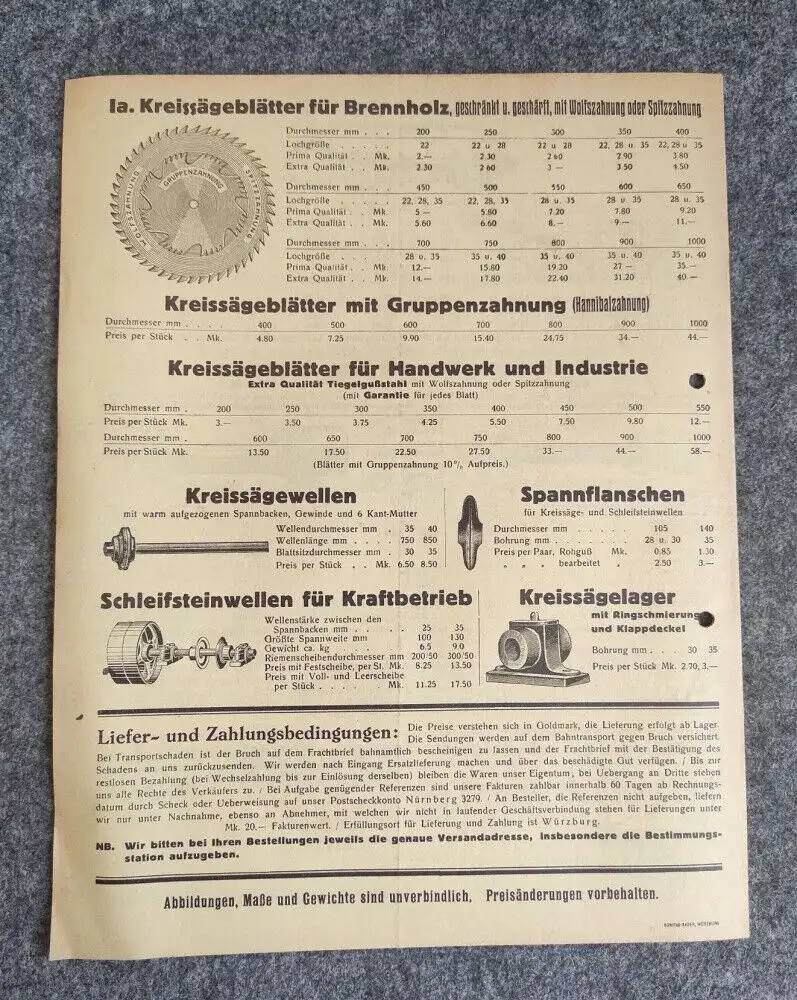 Ia. Kreissägeblätter für Brennholz, geschränkt u. geschärft, mit Wolfszahnung oder Spitzzahnung
WOLFSZAHNUNG GRUPPENZAHNUNG SPITZZAHNUNG
Durchmesser mm . . . 200 250 300 350 400
Lochgröße . . . . . 22 22 u 28 22 u 28 22, 28 u 35 22, 28 u 35
Prima Qualität . . Mk. 2.— 2.30 2 60 2 90 3.80
Extra Qualität . . Mk. 2 30 2 60 3 — 3 50 4.50
Durchmesser mm . . . 450 500 550 600 650
Lochgröße . . . . . 22, 28, 35 22, 28, 35 28 u. 35 28 u 35 28 u. 35
Prima Qualität . . Mk. 5 — 5.80 7.20 7.80 9.20
Extra Qualität . . Mk. 5.60 6.60 8.— 9 — 11.—
Durchmesser mm . . . 700 750 800 900 1000
Lochgröße . . . 28 u 35 35 u. 40 35 u. 40 35 u. 40 35 u. 40
Prima Qualität . . Mk. 12.— 15.80 19.20 27 — 35.—
Extra Qualität . . Mk. 14.— 17.80 22.40 31.20 40 —
Kreissägeblätter mit Gruppenzahnung (Hannibalzahnung)
Durchmesser mm . . . . 400 500 600 700 800 900 1000
Preis per Stück . . Mk. 4.80 7.25 9.90 15.40 24.75 34.— 44.—
Kreissägeblätter für Handwerk und Industrie
Extra Qualität Tiegelgußstahl mit Wolfszahnung oder Spitzzahnung
(mit Garantie für jedes Blatt)
Durchmesser mm . 200 250 300 350 400 450 500 550
Preis per Stück Mk. 3.— 3.50 3.75 4.25 5.50 7.50 9.80 12.—
Durchmesser mm . . 600 650 700 750 800 900 1000
Preis per Stück Mk. 13.50 17.50 22.50 27.50 33.— 44.— 58.—
(Blätter mit Gruppenzahnung 10% Aufpreis.)
Kreissägewellen
mit warm aufgezogenen Spannbacken, Gewinde und 6 Kant-Mutter
Wellendurchmesser mm . 35 40
Wellenlänge mm . . . . 750 850
Blattsitzdurchmesser mm . 30 35
Preis per Stück . . Mk. 6.50 8.50
Spannflanschen
für Kreissäge- und Schleifsteinwellen
Durchmesser mm . . . . . 105 140
Bohrung mm . . . . . . 28 u. 30 35
Preis per Paar, Rohguß Mk. 0.85 1.30
„ „ „ bearbeitet „ 2.50 3.—
Schleifsteinwellen für Kraftbetrieb
Wellenstärke zwischen den
Spannbacken mm . . . . 25 35
Größte Spannweite mm 100 130
Gewicht ca. kg . . 6.5 9.0
Riemenscheibendurchmesser mm 200/50 300/50
Preis mit Festscheibe, per St. Mk. 8.25 13.50
Preis mit Voll- und Leerscheibe
per Stück . . . . . Mk. 11.25 17.50
Kreissägelager
mit Ringschmierung
und Klappdeckel
Bohrung mm . . . 30 35
Preis per Stück Mk. 2.70, 3.—
Liefer- und Zahlungsbedingungen: Die Preise verstehen sich in Goldmark, die Lieferung erfolgt ab Lager.
Die Sendungen werden auf dem Bahntransport gegen Bruch versichert.
Bei Transportschaden ist der Bruch auf dem Frachtbrief bahnamtlich bescheinigen zu lassen und der Frachtbrief mit der Bestätigung des
Schadens an uns zurückzusenden. Wir werden nach Eingang Ersatzlieferung machen und über das beschädigte Gut verfügen. / Bis zur
restlosen Bezahlung (bei Wechselzahlung bis zur Einlösung derselben) bleiben die Waren unser Eigentum, bei Uebergang an Dritte stehen
uns alle Rechte des Verkäufers zu. / Bei Aufgabe genügender Referenzen sind unsere Fakturen zahlbar innerhalb 60 Tagen ab Rechnungs-
datum durch Scheck oder Ueberweisung auf unser Postscheckkonto Nürnberg 3279. / An Besteller, die Referenzen nicht aufgeben, liefern
wir nur unter Nachnahme, ebenso an Abnehmer, mit welchen wir nicht in laufender Geschäftsverbindung stehen für Lieferungen unter
Mk. 20.— Fakturenwert. / Erfüllungsort für Lieferung und Zahlung ist Würzburg.
NB. Wir bitten bei Ihren Bestellungen jeweils die genaue Versandadresse, insbesondere die Bestimmungs-
station aufzugeben.
Abbildungen, Maße und Gewichte sind unverbindlich. Preisänderungen vorbehalten.